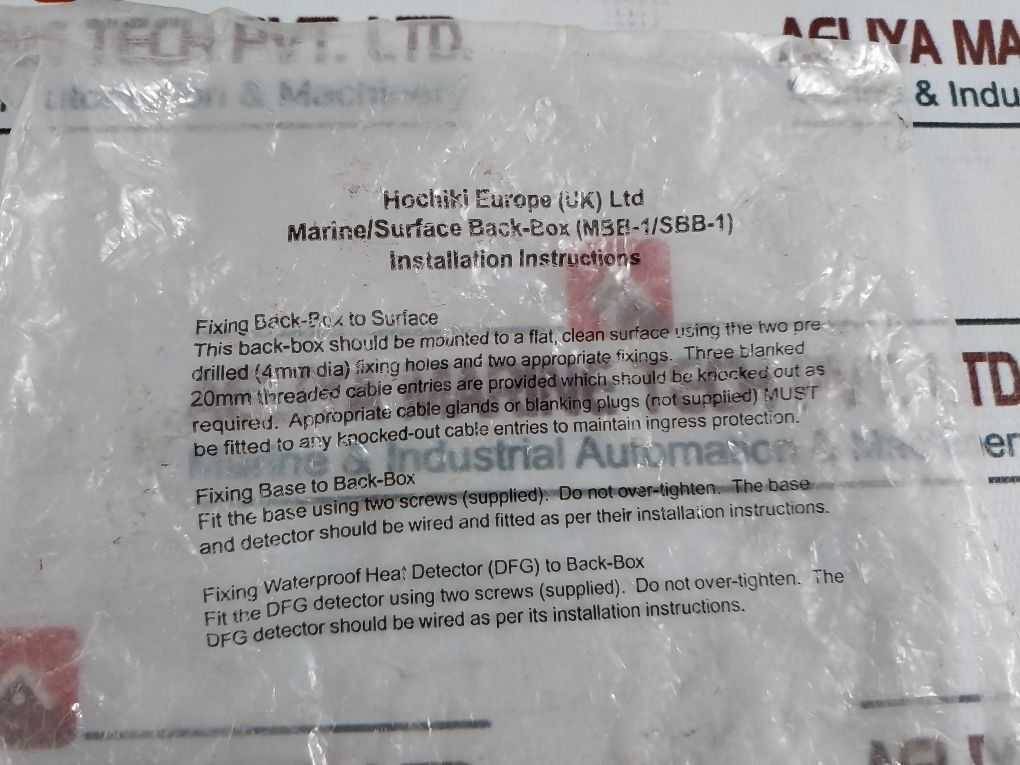 TECH PVT. LTD.
& Machinery
ASLIYA MA
& Indu
Hochiki Europe (UK) Ltd
Marine/Surface Back-Box (MBB-1/SBB-1)
Installation Instructions
Fixing Back-Box to Surface
This back-box should be mounted to a flat, clean surface using the two pre-
drilled (4mm dia) fixing holes and two appropriate fixings. Three blanked
20mm threaded cable entries are provided which should be knocked out as
required. Appropriate cable glands or blanking plugs (not supplied) MUST
be fitted to any knocked-out cable entries to maintain ingress protection.
Marine & Industrial Automation &
Fixing Base to Back-Box
Fit the base using two screws (supplied). Do not over-tighten. The base
and detector should be wired and fitted as per their installation instructions.
Fixing Waterproof Heat Detector (DFG) to Back-Box
Fit the DFG detector using two screws (supplied). Do not over-tighten. The
DFG detector should be wired as per its installation instructions.